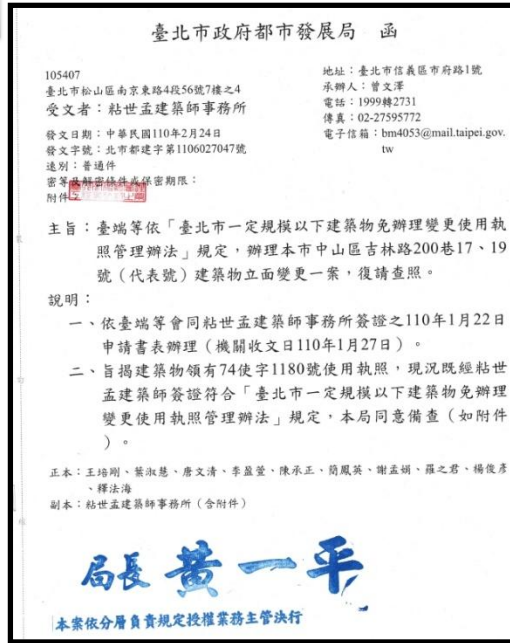 臺北市政府都市發展局　函
105407
臺北市松山區南京東路4段56號7樓之4
受文者：粘世孟建築師事務所
地址：臺北市信義區市府路1號
承辦人：曾文澤
電話：1999轉2731
傳真：02-27595772
電子信箱：bm4053@mail.taipei.gov.
tw
發文日期：中華民國110年2月24日
發文字號：北市都建字第1106027047號
速別：普通件
密等及解密條件或保密期限：
附件
主旨：臺端等依「臺北市一定規模以下建築物免辦理變更使用執
照管理辦法」規定，辦理本市中山區吉林路200巷17、19
號（代表號）建築物立面變更一案，復請查照。
說明：
一、依臺端等會同粘世孟建築師事務所簽證之110年1月22日
申請書表辦理（機關收文日110年1月27日）。
二、旨揭建築物領有74使字1180號使用執照，現況既經粘世
孟建築師簽證符合「臺北市一定規模以下建築物免辦理
變更使用執照管理辦法」規定，本局同意備查（如附件
）。
正本：王培剛、葉淑慧、唐文清、李盈萱、陳承正、簡鳳英、謝孟娟、羅之君、楊俊彥
、釋法海
副本：粘世孟建築師事務所（含附件）
局長 黃一平
本案依分層負責規定授權業務主管決行